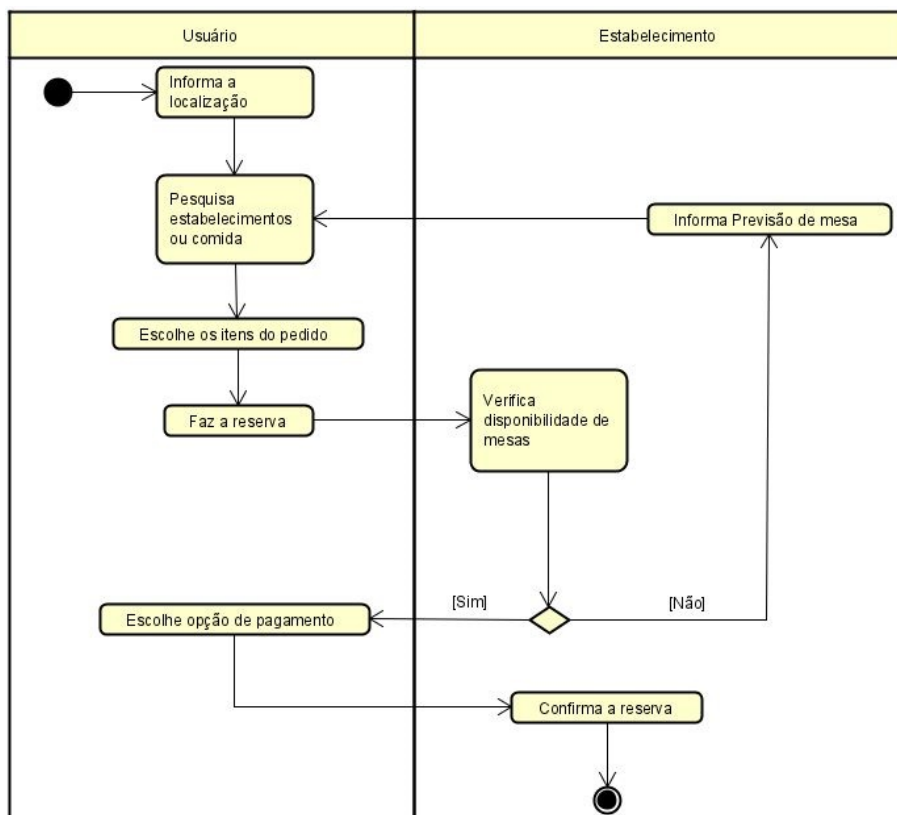 Usuário
Estabelecimento
Informa a
localização
Pesquisa
estabelecimentos
ou comida
Informa Previsão de mesa
Escolhe os itens do pedido
Faz a reserva
Verifica
disponibilidade de
mesas
[Sim]
[Não]
Escolhe opção de pagamento
Confirma a reserva